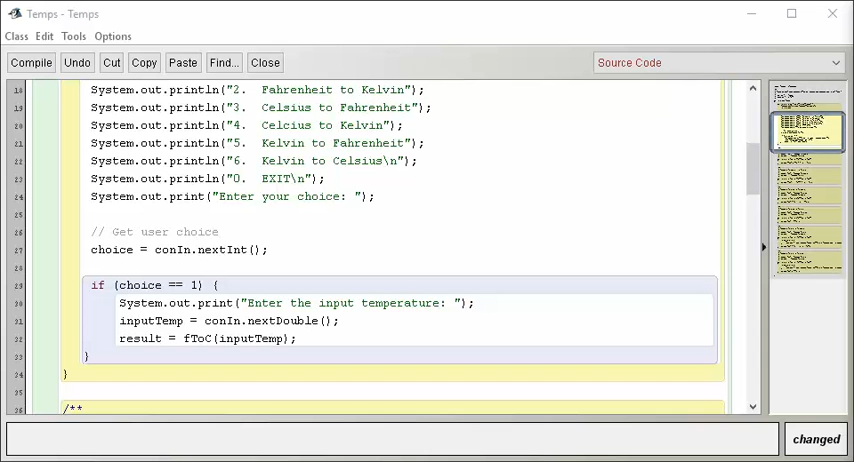 Temps - Temps
Class Edit Tools Options
Compile Undo Cut Copy Paste Find... Close Source Code
18 System.out.println("2.  Fahrenheit to Kelvin");
19 System.out.println("3.  Celsius to Fahrenheit");
20 System.out.println("4.  Celcius to Kelvin");
21 System.out.println("5.  Kelvin to Fahrenheit");
22 System.out.println("6.  Kelvin to Celsius\n");
23 System.out.println("0.  EXIT\n");
24 System.out.print("Enter your choice: ");
25
26 // Get user choice
27 choice = conIn.nextInt();
28
29 if (choice == 1) {
30 System.out.print("Enter the input temperature: ");
31 inputTemp = conIn.nextDouble();
32 result = fToC(inputTemp);
33 }
34 }
35
36 /**
changed